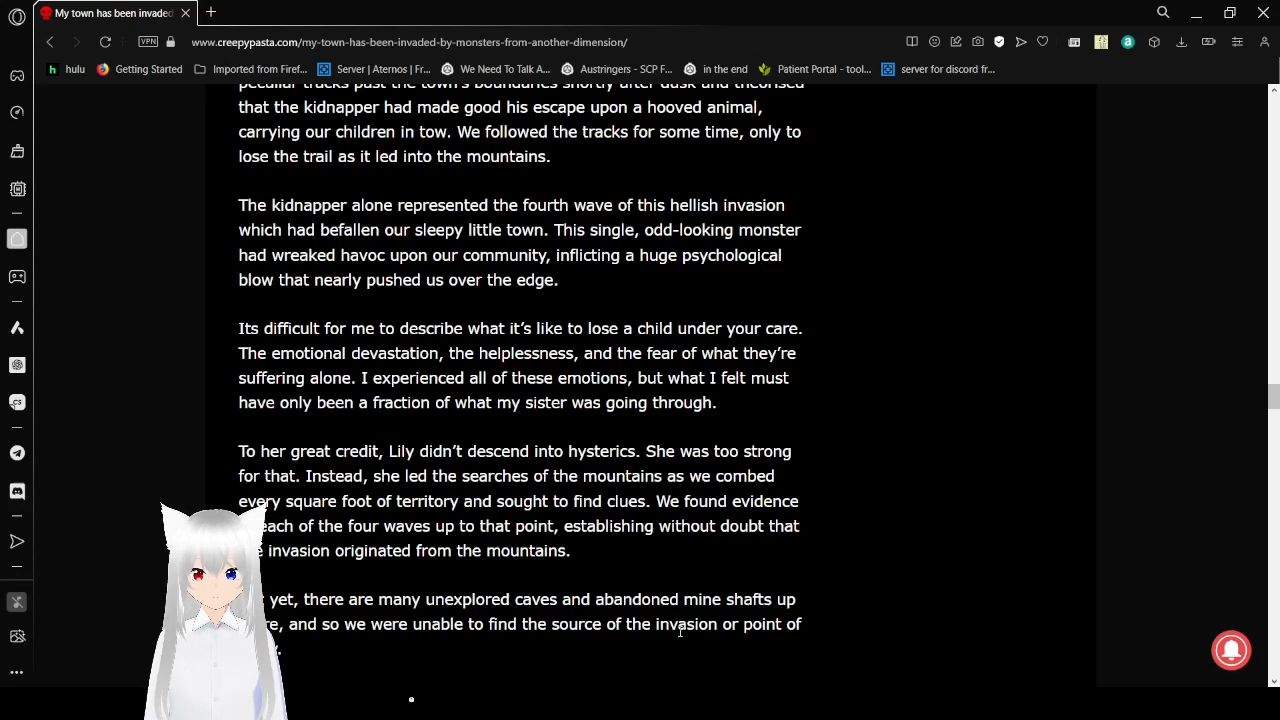 My town has been invaded
VPN
www.creepypasta.com/my-town-has-been-invaded-by-monsters-from-another-dimension/
hulu
Getting Started
Imported from Firef...
Server | Aternos | Fr...
We Need To Talk A...
Austringers - SCP F...
in the end
Patient Portal - tool...
server for discord fr...
peculiar tracks past the town's boundaries shortly after dusk and theorised
that the kidnapper had made good his escape upon a hooved animal,
carrying our children in tow. We followed the tracks for some time, only to
lose the trail as it led into the mountains.
The kidnapper alone represented the fourth wave of this hellish invasion
which had befallen our sleepy little town. This single, odd-looking monster
had wreaked havoc upon our community, inflicting a huge psychological
blow that nearly pushed us over the edge.
Its difficult for me to describe what it's like to lose a child under your care.
The emotional devastation, the helplessness, and the fear of what they're
suffering alone. I experienced all of these emotions, but what I felt must
have only been a fraction of what my sister was going through.
To her great credit, Lily didn't descend into hysterics. She was too strong
for that. Instead, she led the searches of the mountains as we combed
every square foot of territory and sought to find clues. We found evidence
each of the four waves up to that point, establishing without doubt that
invasion originated from the mountains.
yet, there are many unexplored caves and abandoned mine shafts up
and so we were unable to find the source of the invasion or point of